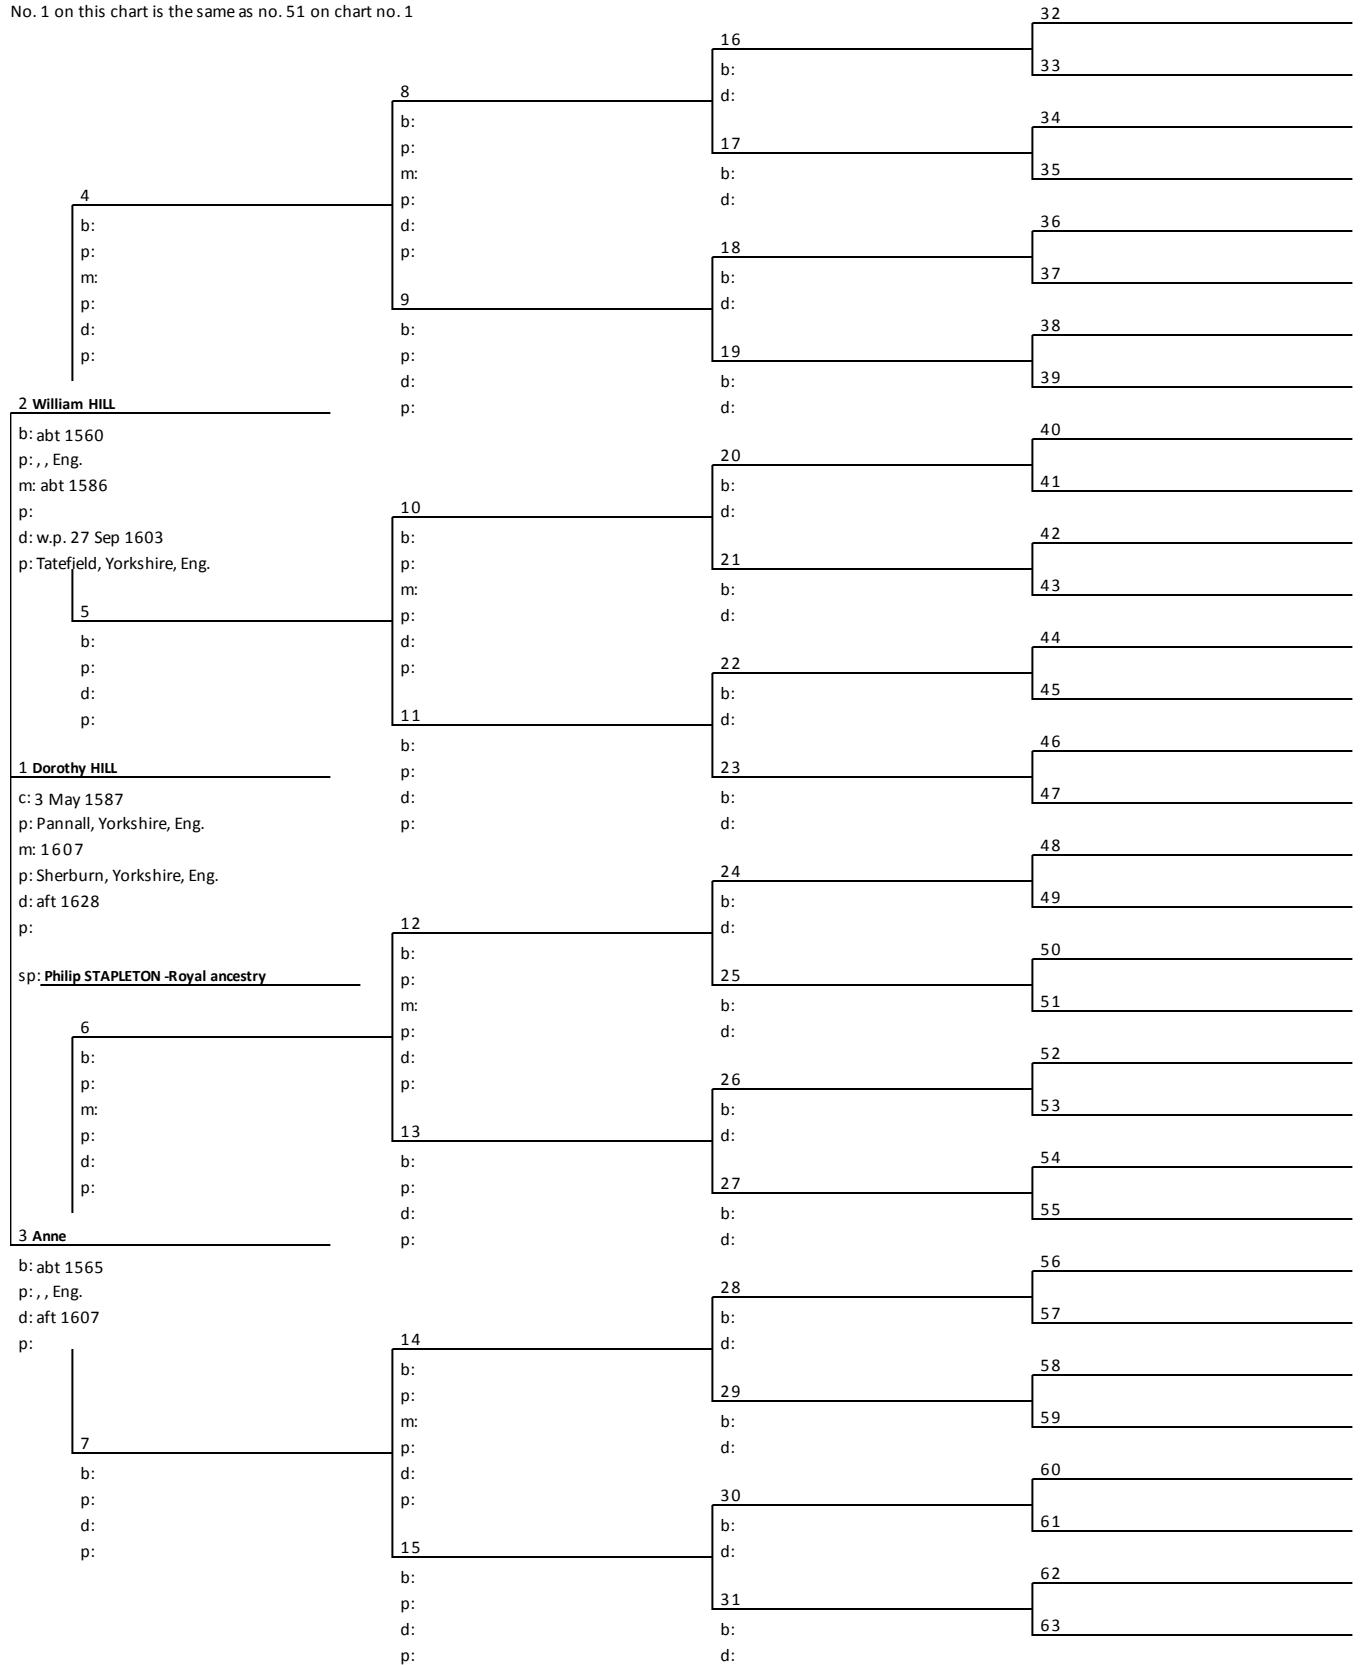 No. 1 on this chart is the same as no. 51 on chart no. 1
4
b:
p:
m:
p:
d:
p:
2 William HILL
b: abt 1560
p: , , Eng.
m: abt 1586
p:
d: w.p. 27 Sep 1603
p: Tatefield, Yorkshire, Eng.
5
b:
p:
d:
p:
1 Dorothy HILL
c: 3 May 1587
p: Pannall, Yorkshire, Eng.
m: 1607
p: Sherburn, Yorkshire, Eng.
d: aft 1628
p:
sp: Philip STAPLETON -Royal ancestry
6
b:
p:
m:
p:
d:
p:
3 Anne
b: abt 1565
p: , , Eng.
d: aft 1607
p:
7
b:
p:
d:
p:
8
b:
p:
m:
p:
d:
p:
9
b:
p:
d:
p:
10
b:
p:
m:
p:
d:
p:
11
b:
p:
d:
p:
12
b:
p:
m:
p:
d:
p:
13
b:
p:
d:
p:
14
b:
p:
m:
p:
d:
p:
15
b:
p:
d:
p:
16
b:
d:
17
b:
d:
18
b:
d:
19
b:
d:
20
b:
d:
21
b:
d:
22
b:
d:
23
b:
d:
24
b:
d:
25
b:
d:
26
b:
d:
27
b:
d:
28
b:
d:
29
b:
d:
30
b:
d:
31
b:
d:
32
33
34
35
36
37
38
39
40
41
42
43
44
45
46
47
48
49
50
51
52
53
54
55
56
57
58
59
60
61
62
63